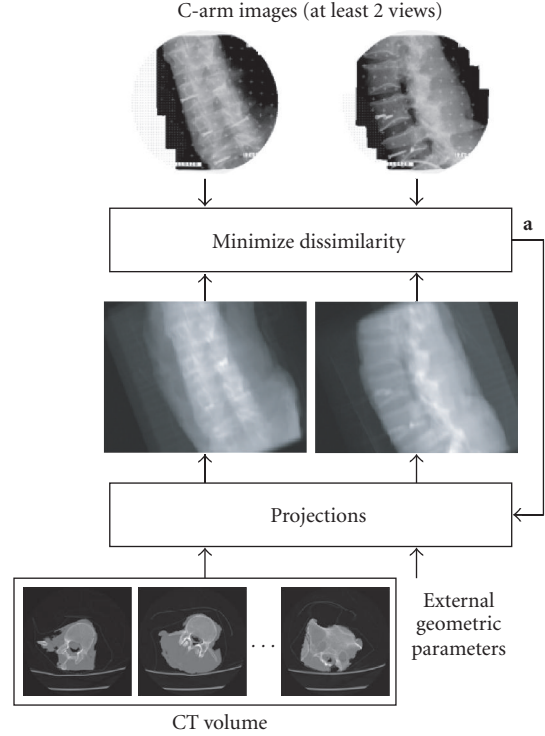 C-arm images (at least 2 views)
Minimize dissimilarity
a
Projections
. . .
External
geometric
parameters
CT volume